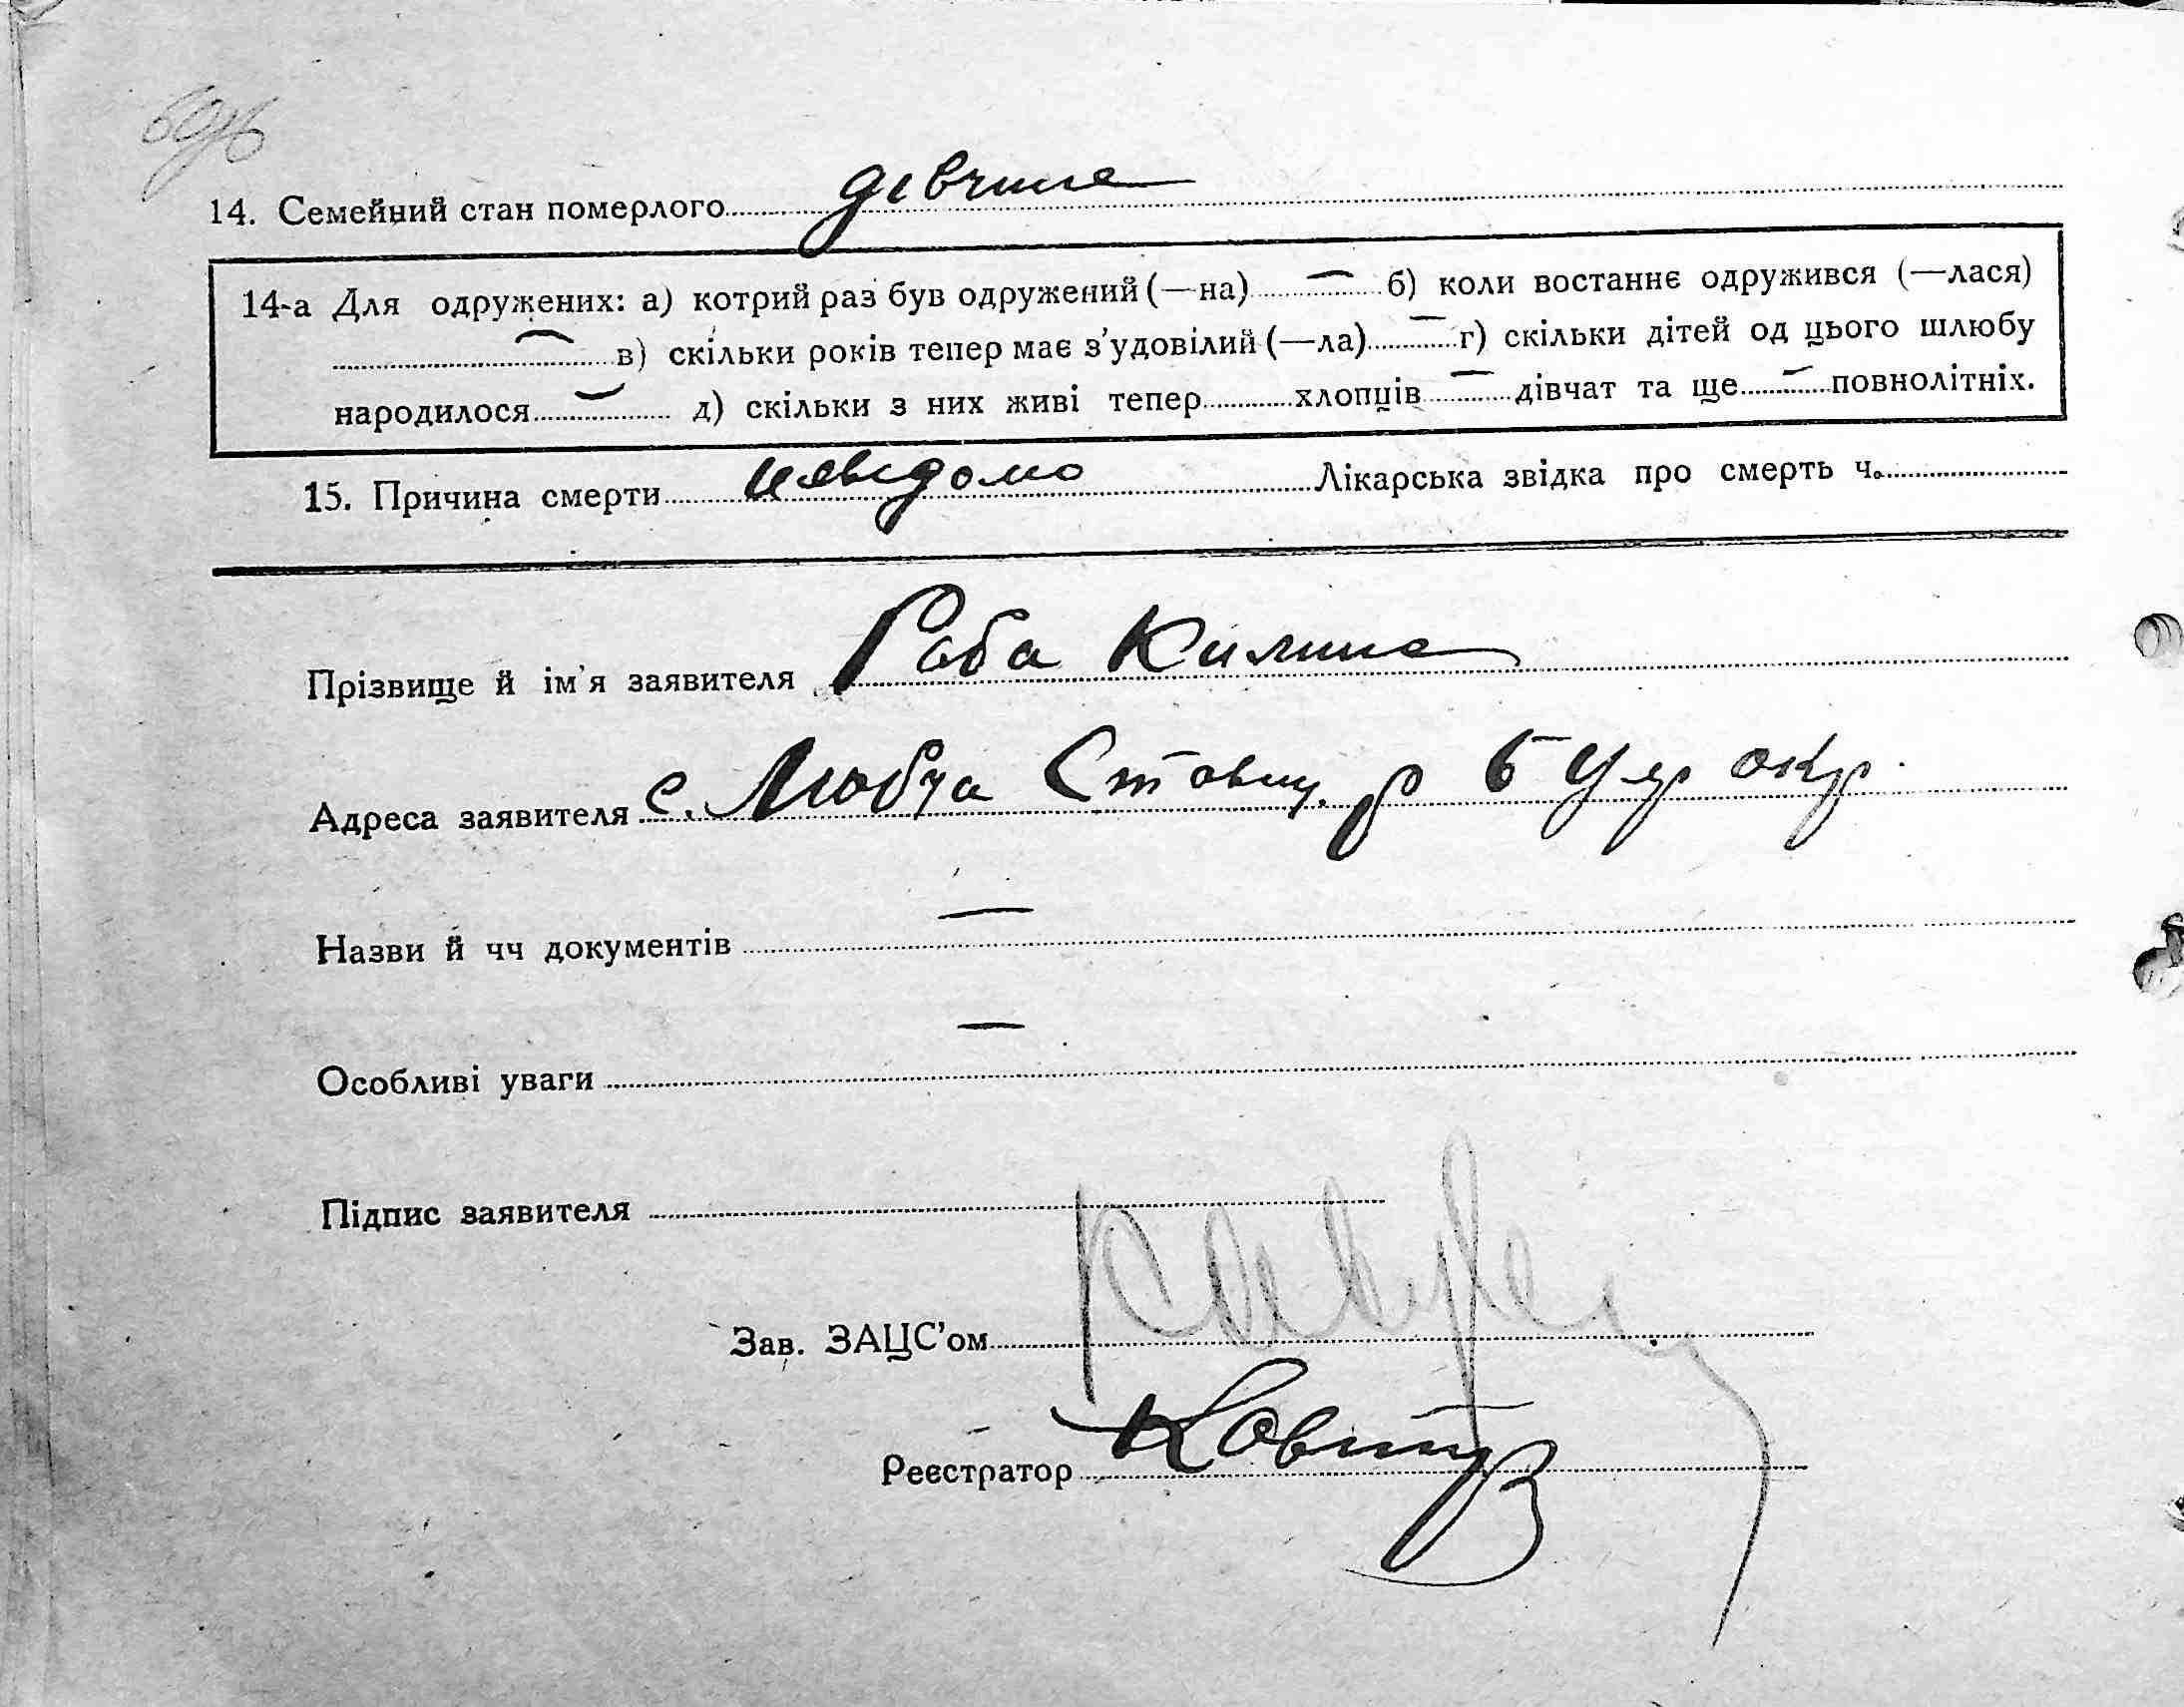 14. Семейний стан померлого дівчина
14-а Для одружених: а) котрий раз був одружений (—на) — б) коли востаннє одружився (—лася)
— в) скільки років тепер має з'удовілий (—ла) — г) скільки дітей од цього шлюбу
народилося — д) скільки з них живі тепер хлопців — дівчат та ще — повнолітніх.
15. Причина смерти невідомо Лікарська звідка про смерть ч.
Прізвище й ім'я заявителя Раба Килина
Адреса заявителя с. Любча Ставищ. р Б Ц р окр.
Назви й чч документів —
Особливі уваги —
Підпис заявителя
Зав. ЗАЦС'ом
Реєстратор